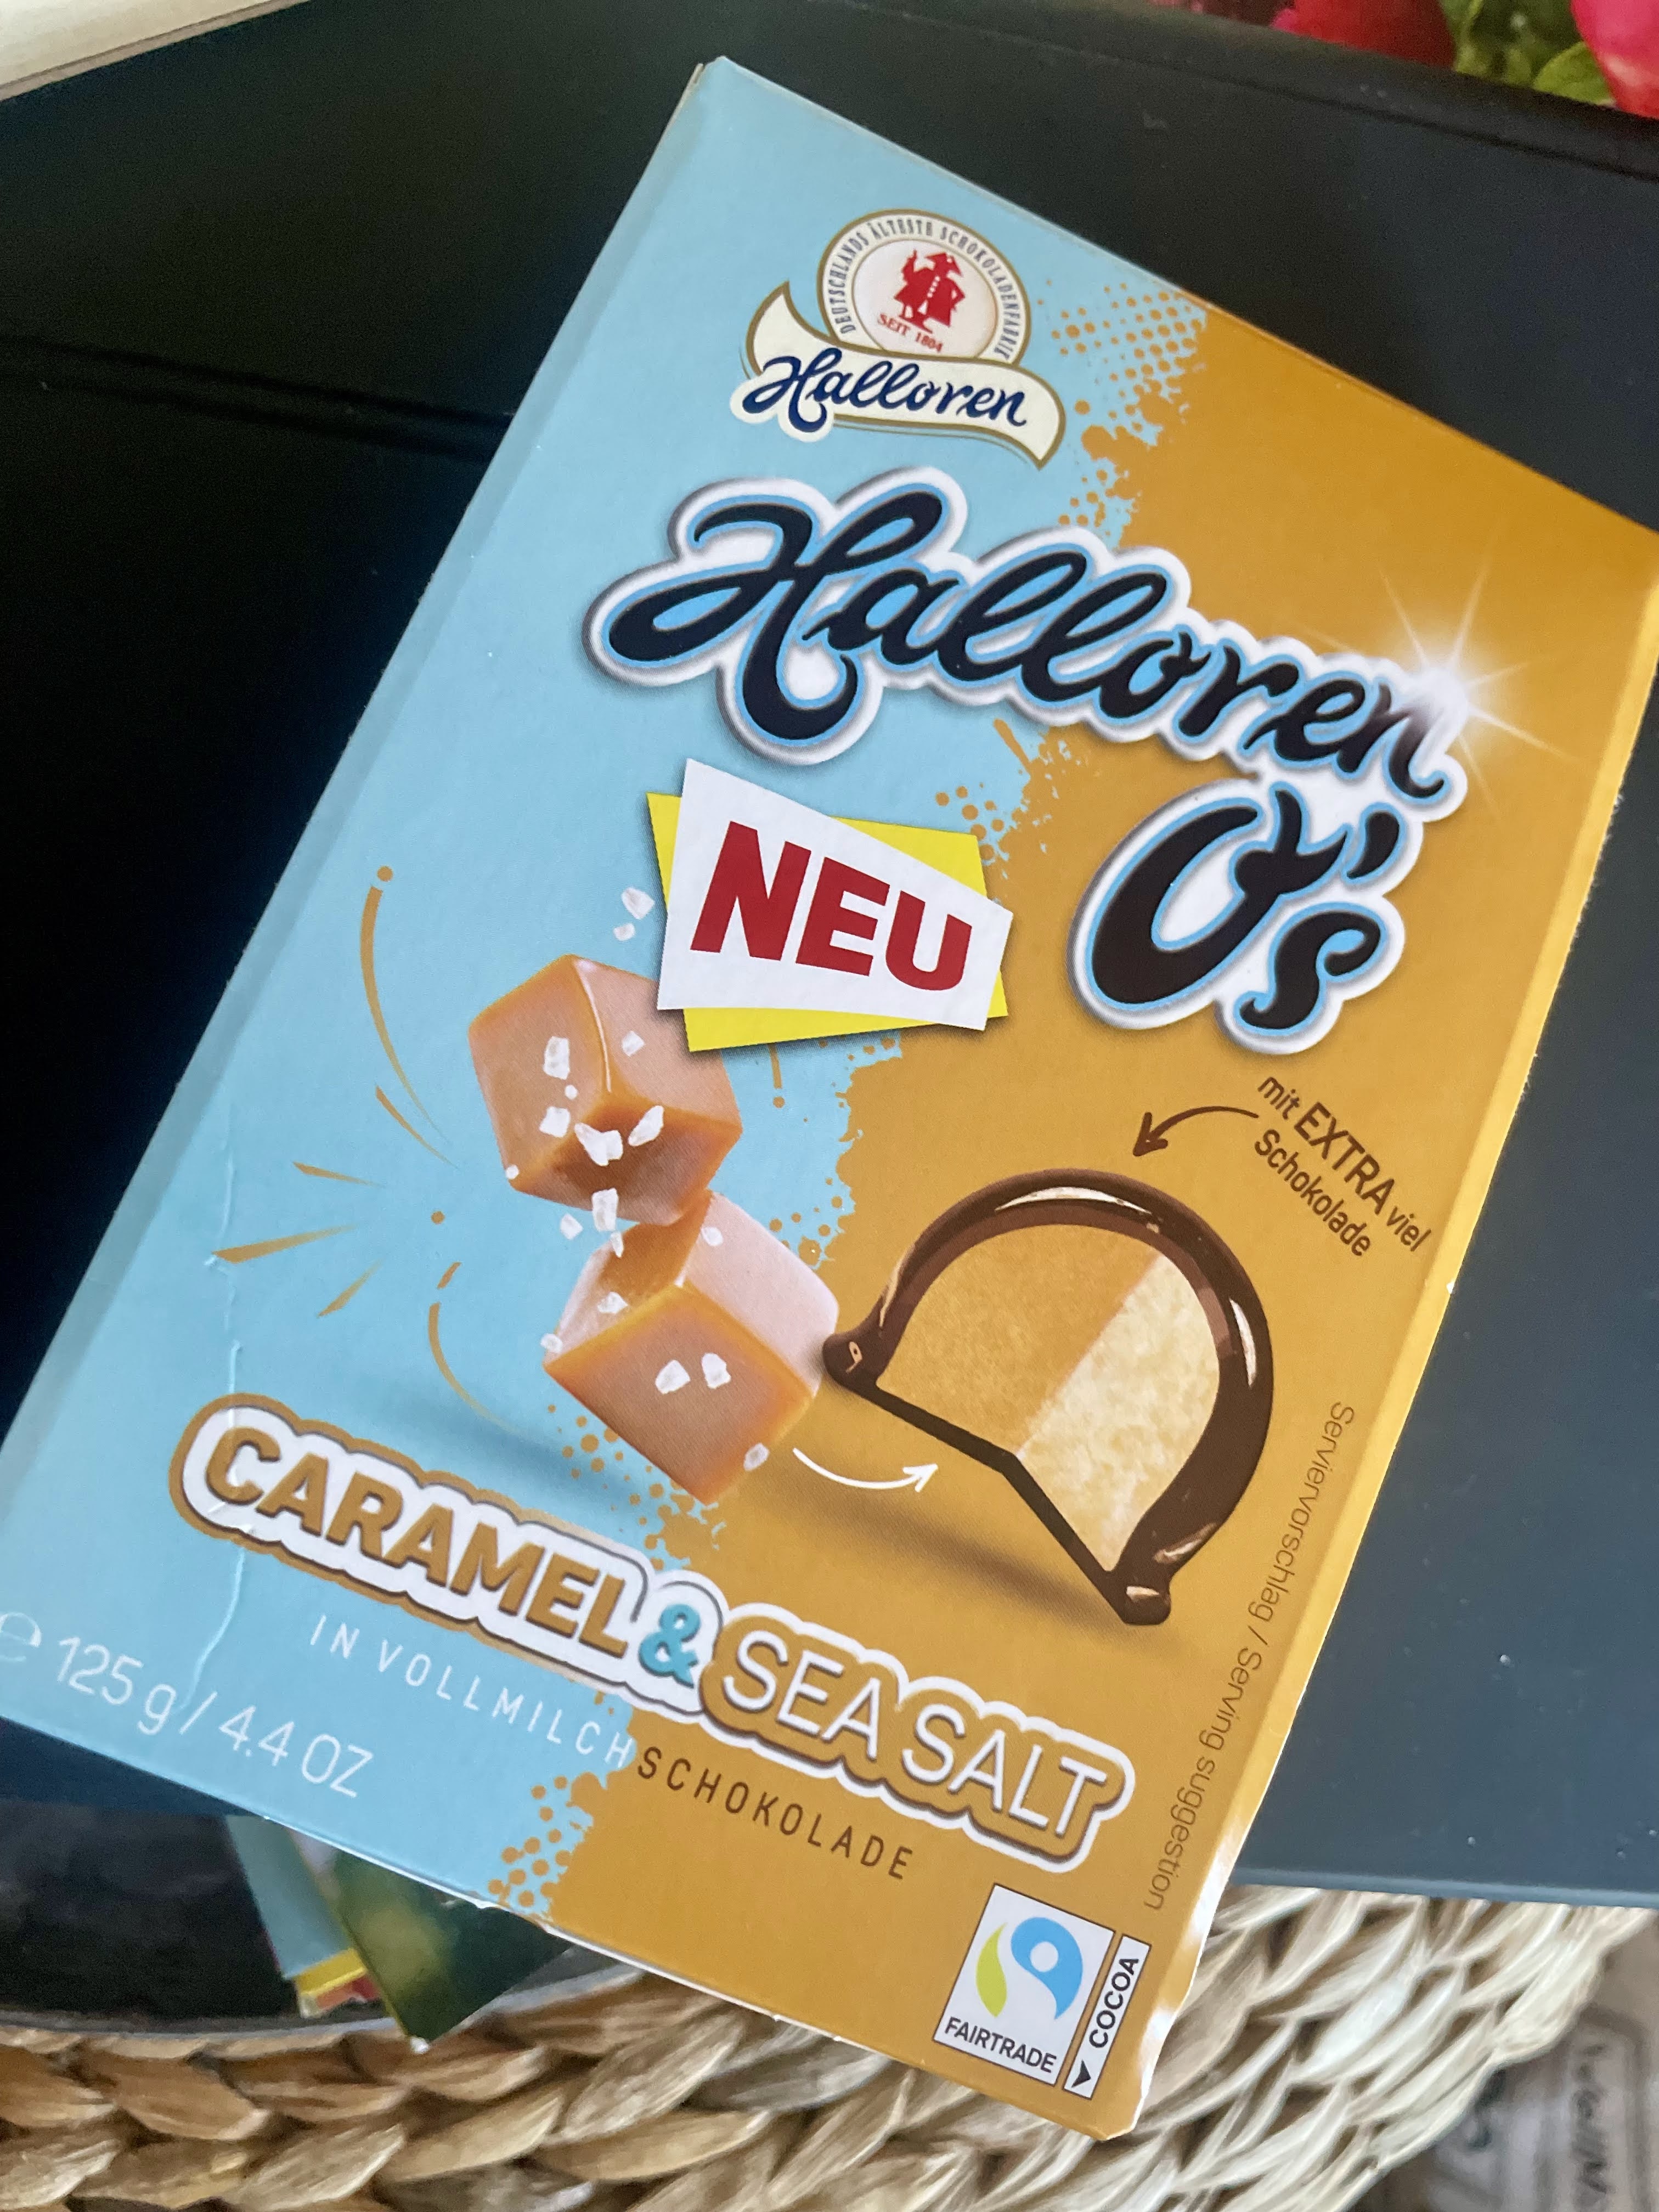 DEUTSCHLANDS ÄLTESTE SCHOKOLADENFABRIK
SEIT 1804
Halloren
Halloren
O's
NEU
mit EXTRA viel
Schokolade
CARAMEL & SEA SALT
IN VOLLMILCHSCHOKOLADE
℮ 125 g / 4.4 OZ
Serviervorschlag / Serving suggestion
FAIRTRADE
COCOA